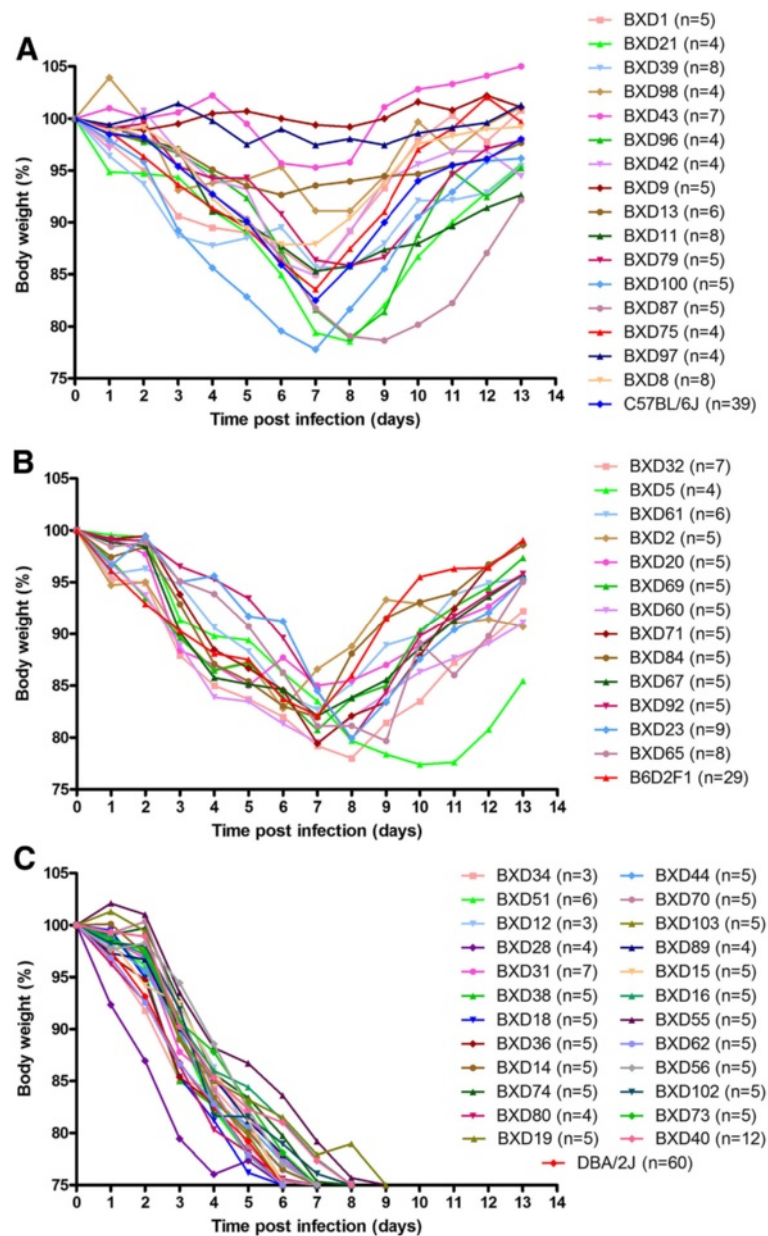 A
105
100
95
90
85
80
75
Body weight (%)
0 1 2 3 4 5 6 7 8 9 10 11 12 13 14
Time post infection (days)
BXD1 (n=5)
BXD21 (n=4)
BXD39 (n=8)
BXD98 (n=4)
BXD43 (n=7)
BXD96 (n=4)
BXD42 (n=4)
BXD9 (n=5)
BXD13 (n=6)
BXD11 (n=8)
BXD79 (n=5)
BXD100 (n=5)
BXD87 (n=5)
BXD75 (n=4)
BXD97 (n=4)
BXD8 (n=8)
C57BL/6J (n=39)
B
105
100
95
90
85
80
75
Body weight (%)
0 1 2 3 4 5 6 7 8 9 10 11 12 13 14
Time post infection (days)
BXD32 (n=7)
BXD5 (n=4)
BXD61 (n=6)
BXD2 (n=5)
BXD20 (n=5)
BXD69 (n=5)
BXD60 (n=5)
BXD71 (n=5)
BXD84 (n=5)
BXD67 (n=5)
BXD92 (n=5)
BXD23 (n=9)
BXD65 (n=8)
B6D2F1 (n=29)
C
105
100
95
90
85
80
75
Body weight (%)
0 1 2 3 4 5 6 7 8 9 10 11 12 13 14
Time post infection (days)
BXD34 (n=3)
BXD51 (n=6)
BXD12 (n=3)
BXD28 (n=4)
BXD31 (n=7)
BXD38 (n=5)
BXD18 (n=5)
BXD36 (n=5)
BXD14 (n=5)
BXD74 (n=5)
BXD80 (n=4)
BXD19 (n=5)
BXD44 (n=5)
BXD70 (n=5)
BXD103 (n=5)
BXD89 (n=4)
BXD15 (n=5)
BXD16 (n=5)
BXD55 (n=5)
BXD62 (n=5)
BXD56 (n=5)
BXD102 (n=5)
BXD73 (n=5)
BXD40 (n=12)
DBA/2J (n=60)